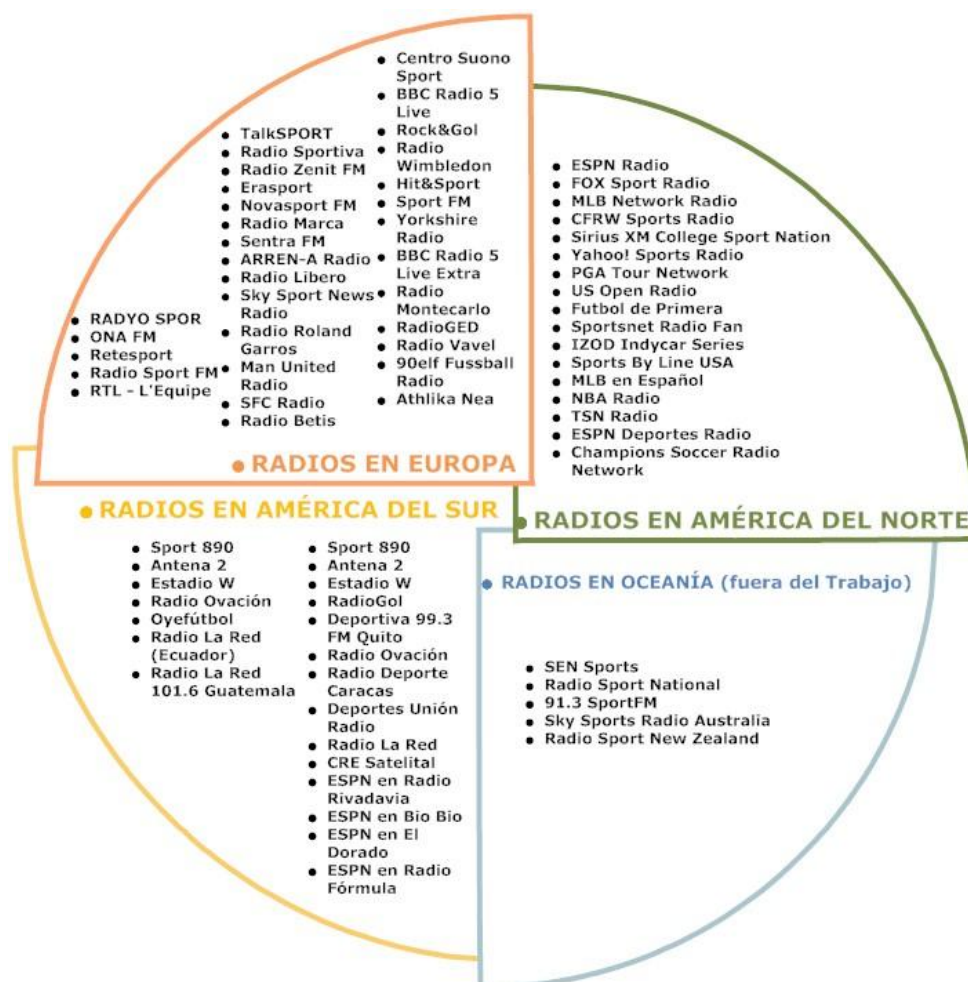 ● RADYO SPOR
● ONA FM
● Retesport
● Radio Sport FM
● RTL - L'Equipe
● TalkSPORT
● Radio Sportiva
● Radio Zenit FM
● Erasport
● Novasport FM
● Radio Marca
● Sentra FM
● ARREN-A Radio
● Radio Libero
● Sky Sport News
Radio
● Radio Roland
Garros
● Man United
Radio
● SFC Radio
● Radio Betis
● Centro Suono
Sport
● BBC Radio 5
Live
● Rock&Gol
● Radio
Wimbledon
● Hit&Sport
● Sport FM
● Yorkshire
Radio
● BBC Radio 5
Live Extra
● Radio
Montecarlo
● RadioGED
● Radio Vavel
● 90elf Fussball
Radio
● Athlika Nea
● RADIOS EN EUROPA
● ESPN Radio
● FOX Sport Radio
● MLB Network Radio
● CFRW Sports Radio
● Sirius XM College Sport Nation
● Yahoo! Sports Radio
● PGA Tour Network
● US Open Radio
● Futbol de Primera
● Sportsnet Radio Fan
● IZOD Indycar Series
● Sports By Line USA
● MLB en Español
● NBA Radio
● TSN Radio
● ESPN Deportes Radio
● Champions Soccer Radio
Network
● RADIOS EN AMÉRICA DEL NORTE
● RADIOS EN AMÉRICA DEL SUR
● Sport 890
● Antena 2
● Estadio W
● Radio Ovación
● Oyefútbol
● Radio La Red
(Ecuador)
● Radio La Red
101.6 Guatemala
● Sport 890
● Antena 2
● Estadio W
● RadioGol
● Deportiva 99.3
FM Quito
● Radio Ovación
● Radio Deporte
Caracas
● Deportes Unión
Radio
● Radio La Red
● CRE Satelital
● ESPN en Radio
Rivadavia
● ESPN en Bio Bio
● ESPN en El
Dorado
● ESPN en Radio
Fórmula
● RADIOS EN OCEANÍA (fuera del Trabajo)
● SEN Sports
● Radio Sport National
● 91.3 SportFM
● Sky Sports Radio Australia
● Radio Sport New Zealand